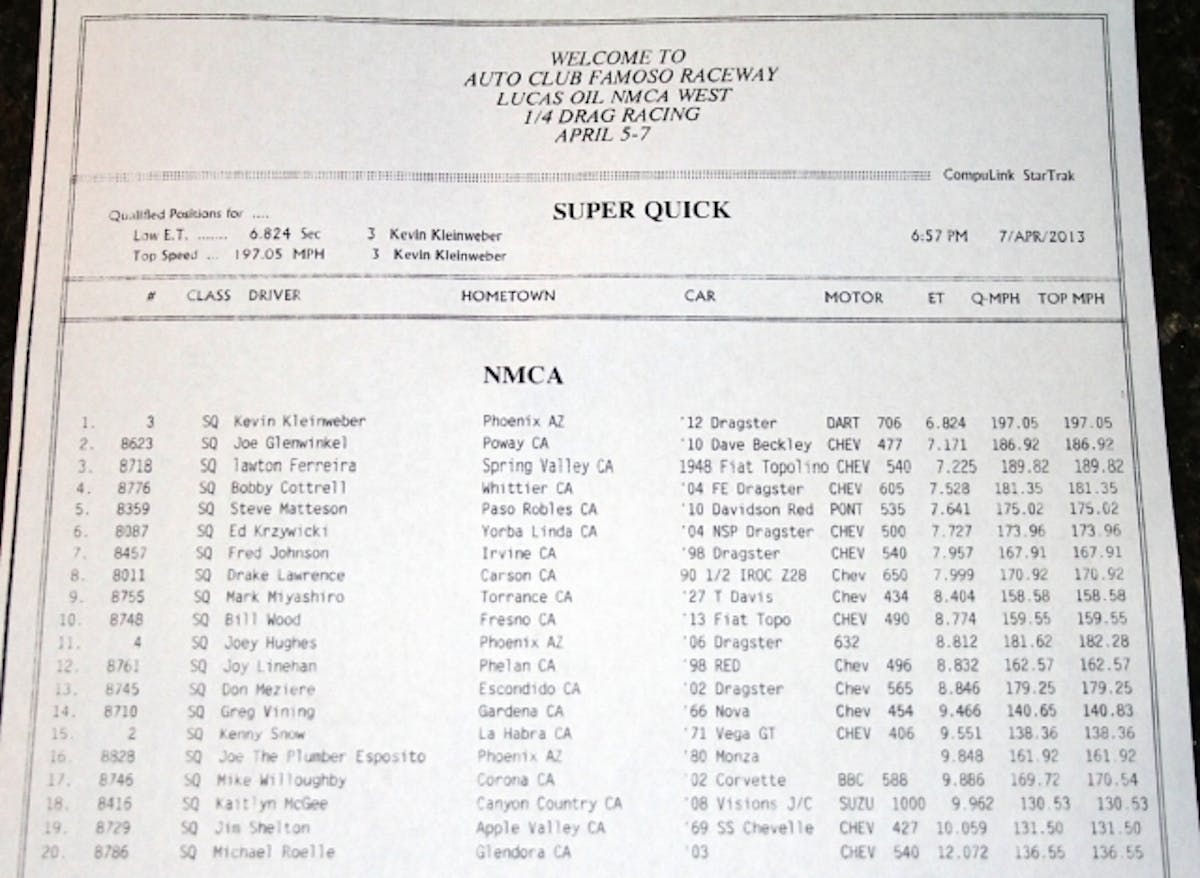 WELCOME TO
AUTO CLUB FAMOSO RACEWAY
LUCAS OIL NMCA WEST
1/4 DRAG RACING
APRIL 5-7
CompuLink StarTrak
Qualified Positions for ....
SUPER QUICK
Low E.T. ....... 6.824 Sec 3 Kevin Kleinweber 6:57 PM 7/APR/2013
Top Speed ... 197.05 MPH 3 Kevin Kleinweber
# CLASS DRIVER HOMETOWN CAR MOTOR ET Q-MPH TOP MPH
NMCA
1. 3 SQ Kevin Kleinweber Phoenix AZ '12 Dragster DART 706 6.824 197.05 197.05
2. 8623 SQ Joe Glenwinkel Poway CA '10 Dave Beckley CHEV 477 7.171 186.92 186.92
3. 8718 SQ lawton Ferreira Spring Valley CA 1948 Fiat Topolino CHEV 540 7.225 189.82 189.82
4. 8776 SQ Bobby Cottrell Whittier CA '04 FE Dragster CHEV 605 7.528 181.35 181.35
5. 8359 SQ Steve Matteson Paso Robles CA '10 Davidson Red PONT 535 7.641 175.02 175.02
6. 8087 SQ Ed Krzywicki Yorba Linda CA '04 NSP Dragster CHEV 500 7.727 173.96 173.96
7. 8457 SQ Fred Johnson Irvine CA '98 Dragster CHEV 540 7.957 167.91 167.91
8. 8011 SQ Drake Lawrence Carson CA 90 1/2 IROC Z28 Chev 650 7.999 170.92 170.92
9. 8755 SQ Mark Miyashiro Torrance CA '27 T Davis Chev 434 8.404 158.58 158.58
10. 8748 SQ Bill Wood Fresno CA '13 Fiat Topo CHEV 490 8.774 159.55 159.55
11. 4 SQ Joey Hughes Phoenix AZ '06 Dragster 632 8.812 181.62 182.28
12. 8761 SQ Joy Linehan Phelan CA '98 RED Chev 496 8.832 162.57 162.57
13. 8745 SQ Don Meziere Escondido CA '02 Dragster Chev 565 8.846 179.25 179.25
14. 8710 SQ Greg Vining Gardena CA '66 Nova Chev 454 9.466 140.65 140.83
15. 2 SQ Kenny Snow La Habra CA '71 Vega GT CHEV 406 9.551 138.36 138.36
16. 8828 SQ Joe The Plumber Esposito Phoenix AZ '80 Monza 9.848 161.92 161.92
17. 8746 SQ Mike Willoughby Corona CA '02 Corvette BBC 588 9.886 169.72 170.54
18. 8416 SQ Kaitlyn McGee Canyon Country CA '08 Visions J/C SUZU 1000 9.962 130.53 130.53
19. 8729 SQ Jim Shelton Apple Valley CA '69 SS Chevelle CHEV 427 10.059 131.50 131.50
20. 8786 SQ Michael Roelle Glendora CA '03 CHEV 540 12.072 136.55 136.55